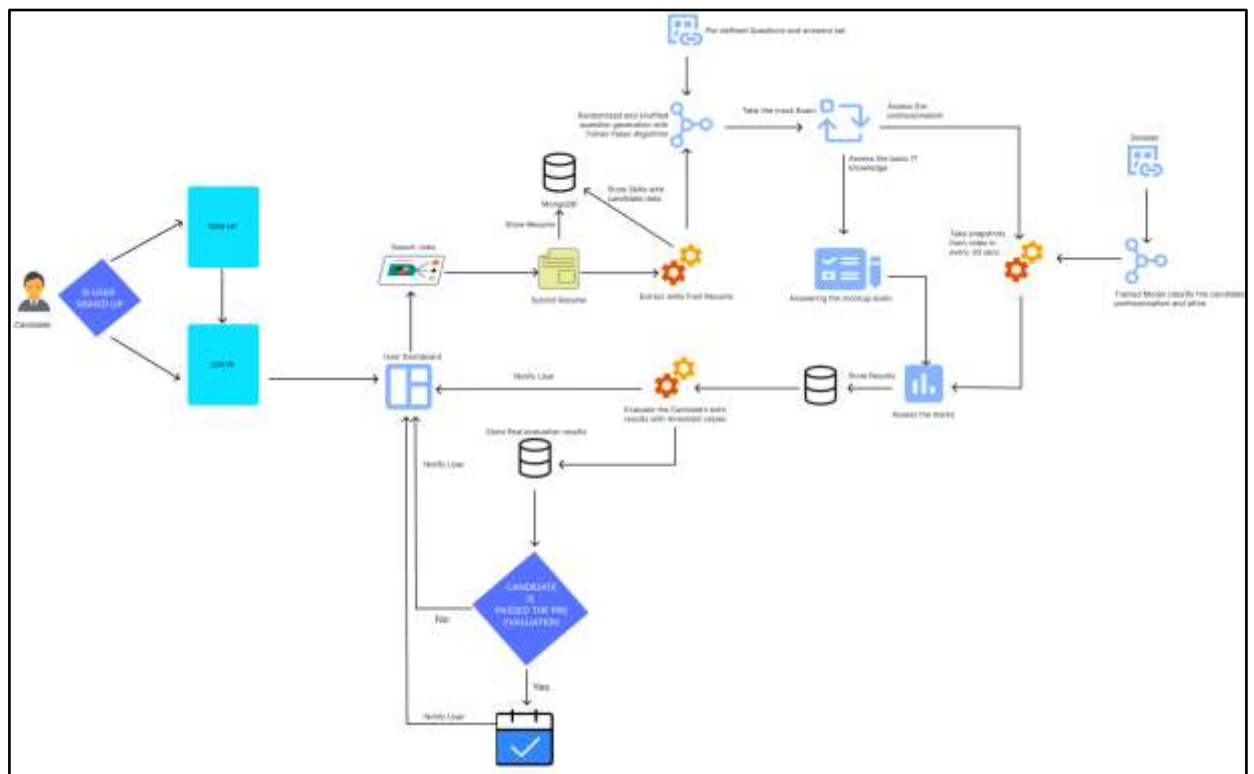 Pre-defined Questions and answers set
Randomized and shuffled
question generation with
Fisher-Yates Algorithm
Take the mock Exam
Assess the
professionalism
Assess the basic IT
knowledge
Dataset
MongoDB
Store Skills with
candidate data
Store Resume
SIGN UP
Search Jobs
Submit Resume
Extract skills from Resume
Answering the mockup exam
Take snapshots
from video in
every 10 secs
Trained Model classify the candidate
professionalism and attire
Candidate
IS USER
SIGNED UP
LOG IN
User Dashboard
Notify User
Store Results
Assess the Marks
Evaluate the Candidate with
results with threshold values
Store final evaluation results
Notify User
CANDIDATE
IS
PASSED THE PRE
EVALUATION
No
Yes
Notify User